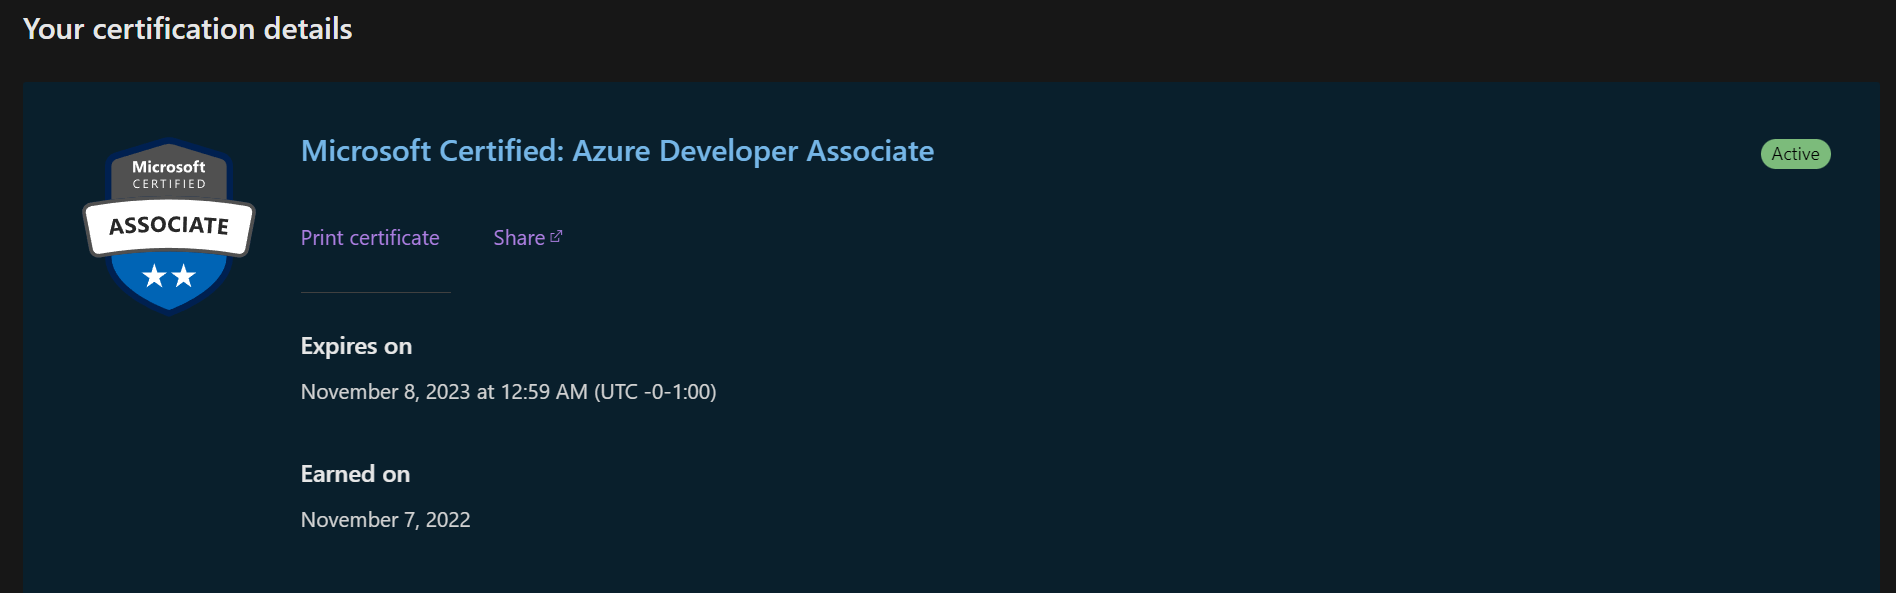 Your certification details
Microsoft
CERTIFIED
ASSOCIATE
Microsoft Certified: Azure Developer Associate
Active
Print certificate
Share
Expires on
November 8, 2023 at 12:59 AM (UTC -0-1:00)
Earned on
November 7, 2022